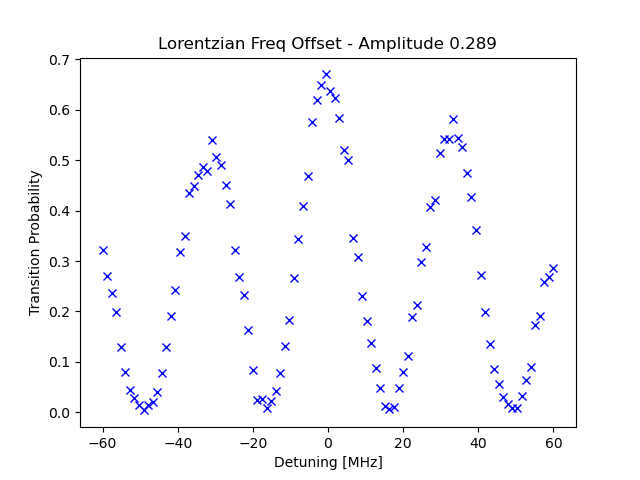 Lorentzian Freq Offset - Amplitude 0.289
Transition Probability
0.7
0.6
0.5
0.4
0.3
0.2
0.1
0.0
−60 −40 −20 0 20 40 60
Detuning [MHz]